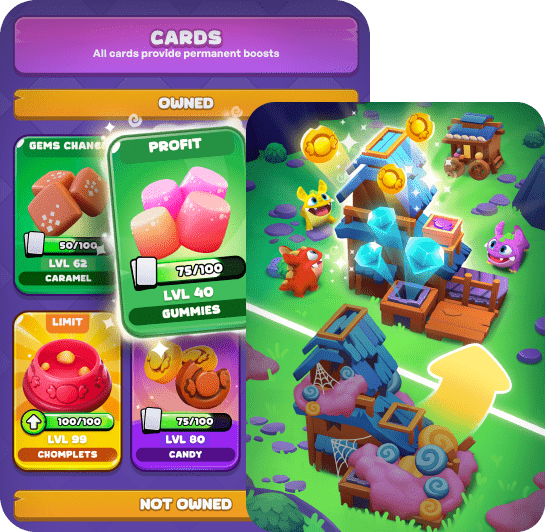 CARDS
All cards provide permanent boosts
OWNED
GEMS
50/100
LVL 62
CARAMEL
PROFIT
75/100
LVL 40
GUMMIES
LIMIT
100/100
LVL 99
CHOMPLETS
75/100
LVL 80
CANDY
NOT OWNED